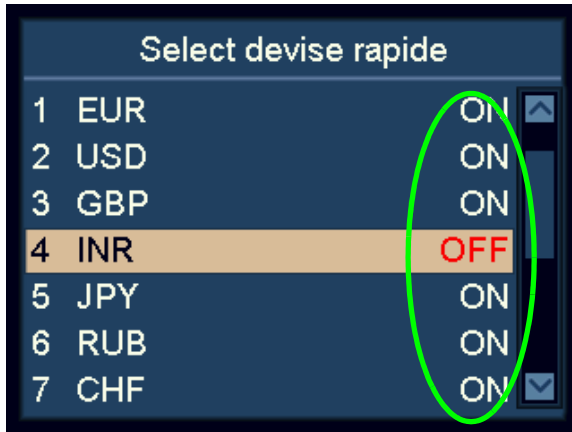 Select devise rapide
1 EUR ON
2 USD ON
3 GBP ON
4 INR OFF
5 JPY ON
6 RUB ON
7 CHF ON